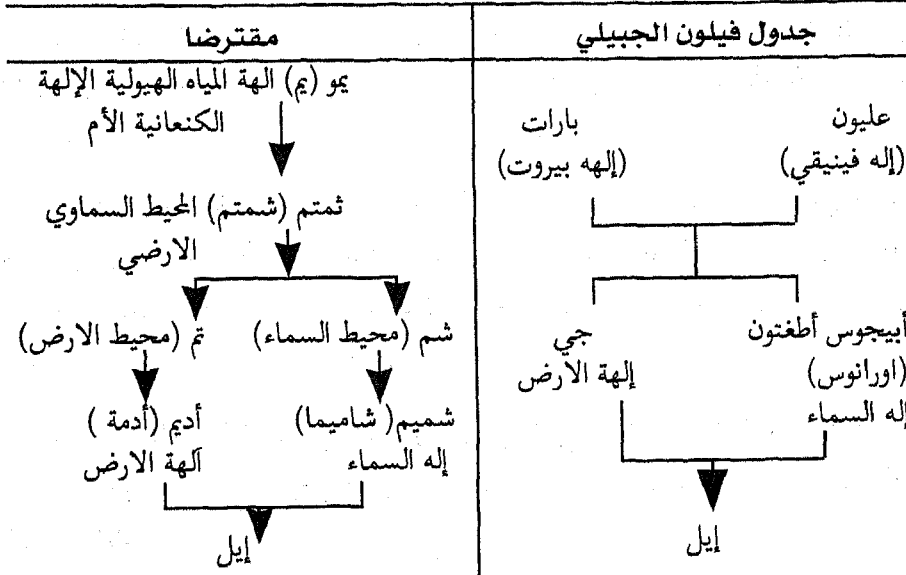 جدول فيلون الجبيلي
عليون
(إله فينيقي)
بارات
(إلهه بيروت)
أبيجوس أطغتون
(اورانوس)
إله السماء
جي
إلهة الارض
إيل
مقترضا
يمو (يم) الهة المياه الهيولية الإلهة
الكنعانية الأم
ثمتم (شمتم) المحيط السماوي
الارضي
شم (محيط السماء)
تم (محيط الارض)
شميم (شاميما)
إله السماء
أديم (أدمة)
آلهة الارض
إيل